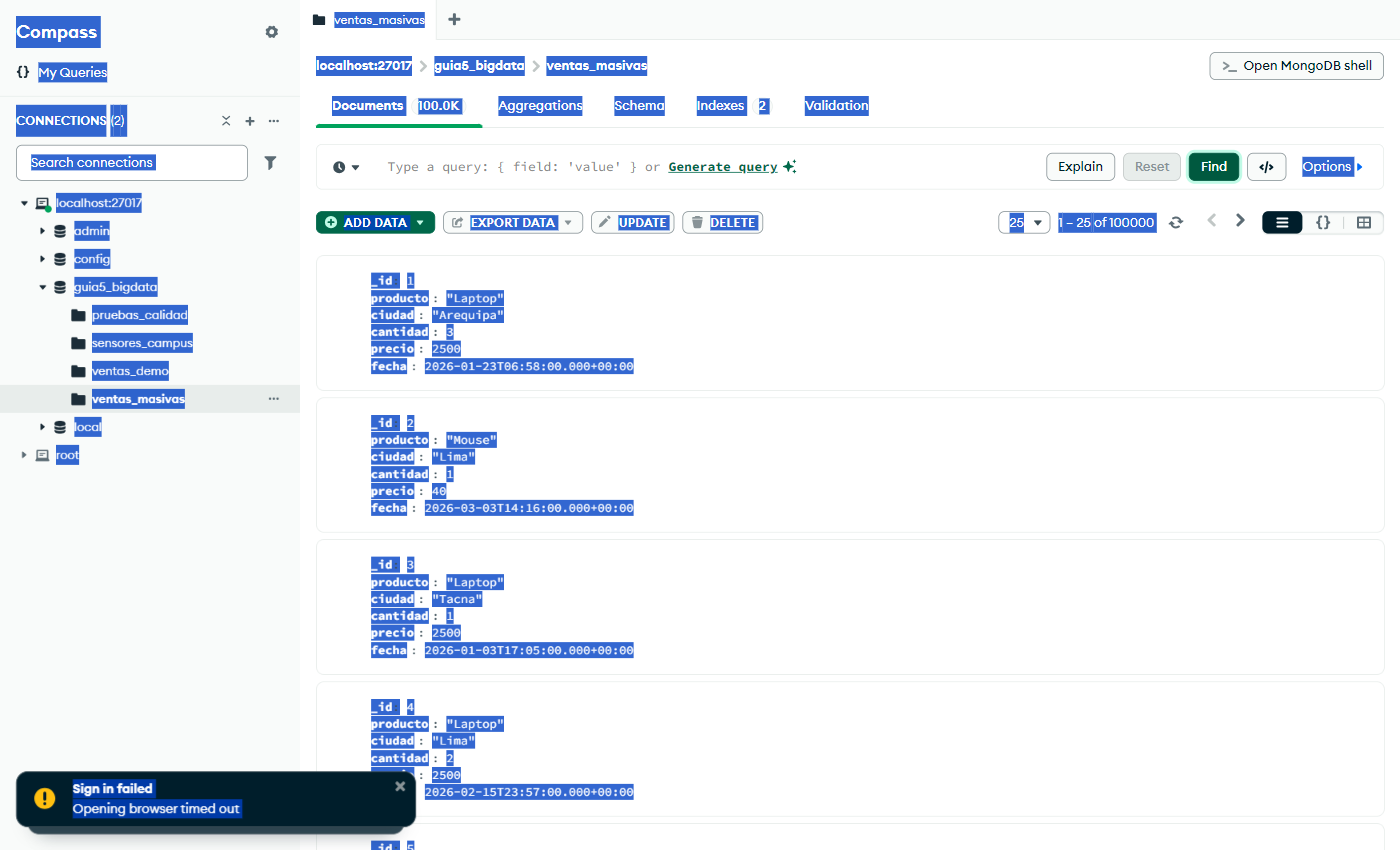 Compass
{} My Queries
CONNECTIONS (2)
Search connections
localhost:27017
admin
config
guia5_bigdata
pruebas_calidad
sensores_campus
ventas_demo
ventas_masivas
local
root
ventas_masivas
localhost:27017 > guia5_bigdata > ventas_masivas
>_ Open MongoDB shell
Documents 100.0K Aggregations Schema Indexes 2 Validation
Type a query: { field: 'value' } or Generate query
Explain Reset Find </> Options
ADD DATA EXPORT DATA UPDATE DELETE
25 1 – 25 of 100000 {}
_id: 1
producto : "Laptop"
ciudad : "Arequipa"
cantidad : 3
precio : 2500
fecha : 2026-01-23T06:58:00.000+00:00
_id: 2
producto : "Mouse"
ciudad : "Lima"
cantidad : 1
precio : 40
fecha : 2026-03-03T14:16:00.000+00:00
_id: 3
producto : "Laptop"
ciudad : "Tacna"
cantidad : 1
precio : 2500
fecha : 2026-01-03T17:05:00.000+00:00
_id: 4
producto : "Laptop"
ciudad : "Lima"
cantidad : 2
: 2500
2026-02-15T23:57:00.000+00:00
_id: 5
Sign in failed
Opening browser timed out